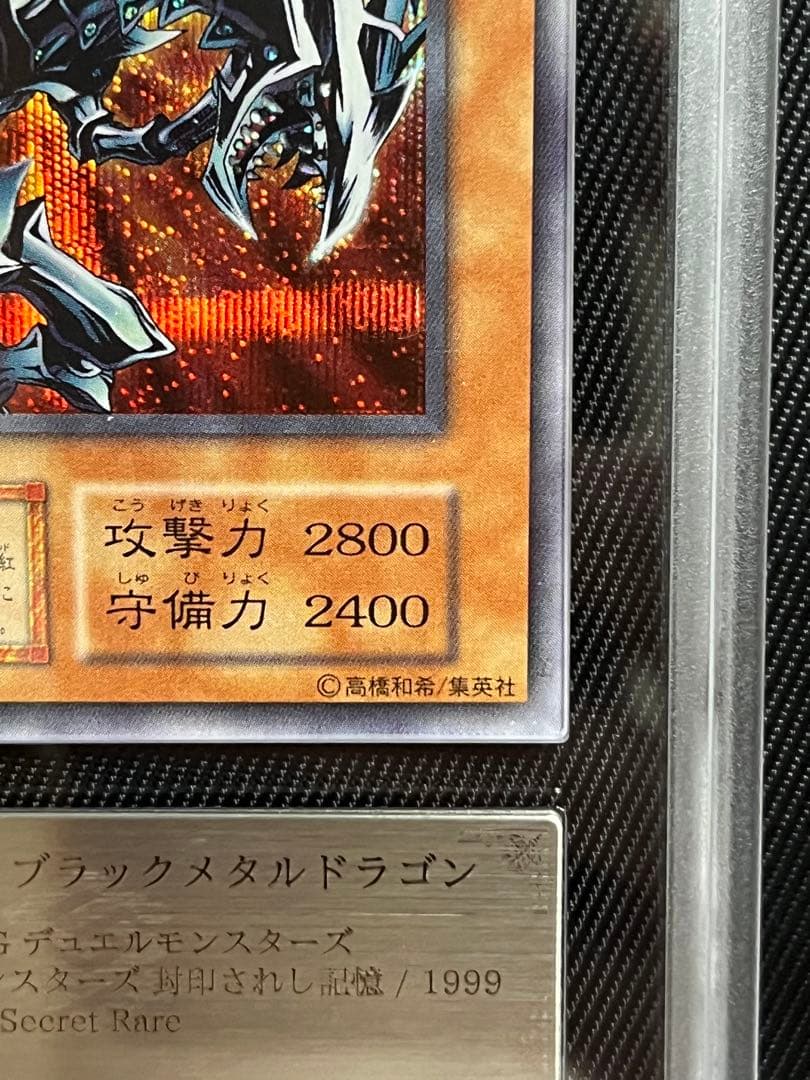 紅
こ
。
こう げき りょく
攻撃力 2800
しゅ び りょく
守備力 2400
©高橋和希/集英社
ブラックメタルドラゴン
G デュエルモンスターズ
ンスターズ 封印されし記憶 / 1999
Secret Rare